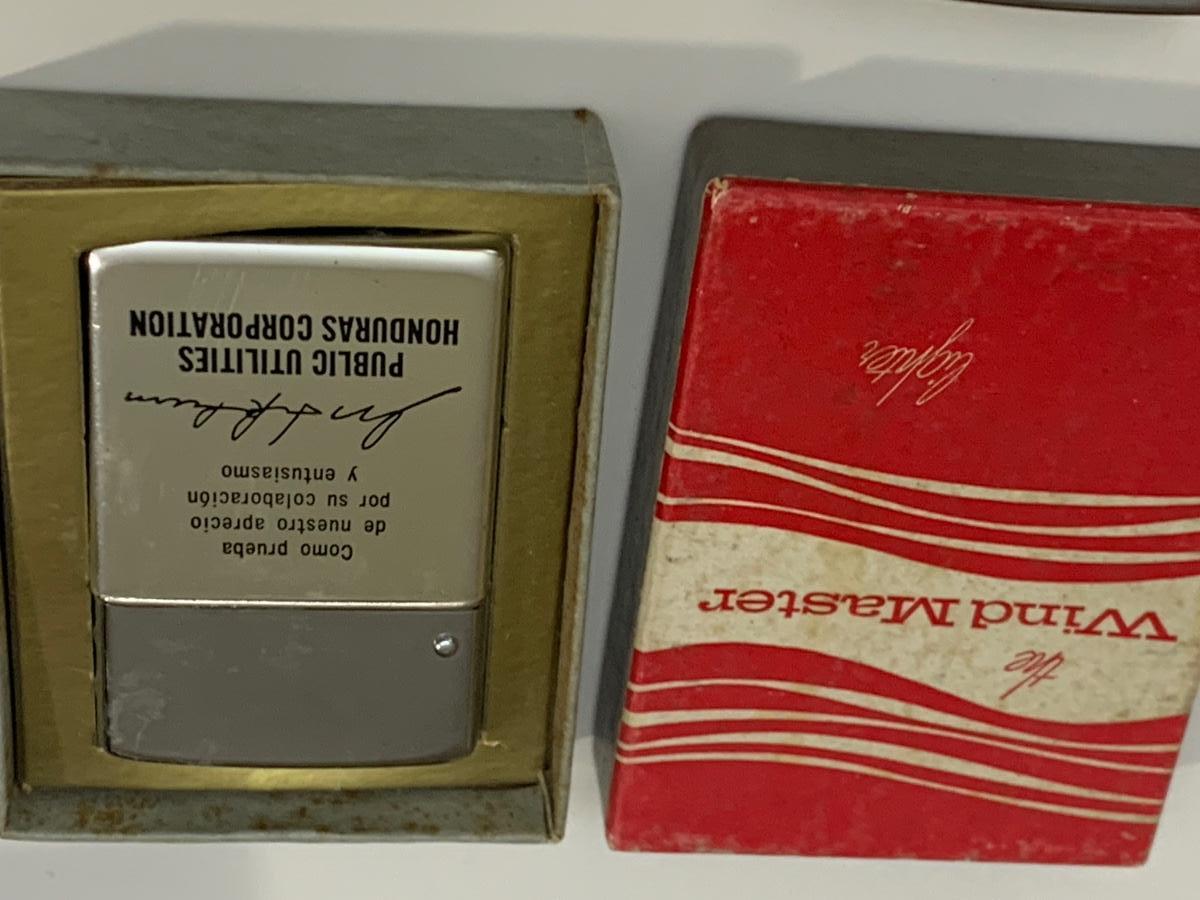 Como prueba
de nuestro aprecio
por su colaboración
y entusiasmo
PUBLIC UTILITIES
HONDURAS CORPORATION
the
Wind Master
lighter